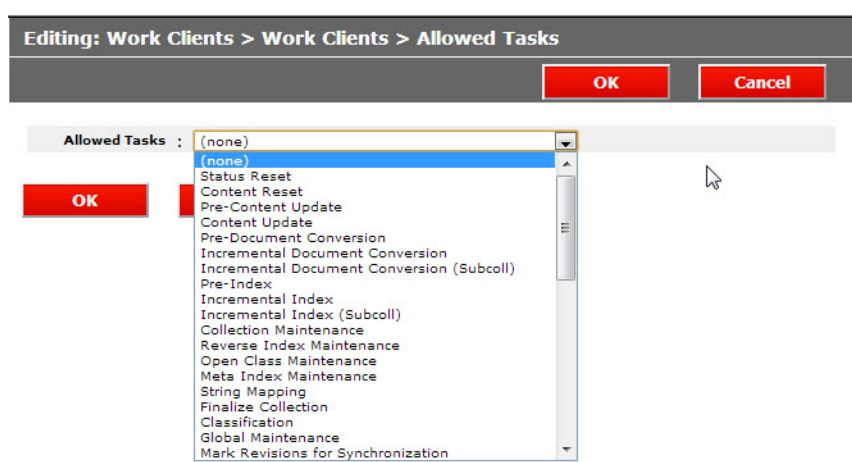 Editing: Work Clients > Work Clients > Allowed Tasks
OK Cancel
Allowed Tasks : (none)
(none)
Status Reset
Content Reset
Pre-Content Update
Content Update
Pre-Document Conversion
Incremental Document Conversion
Incremental Document Conversion (Subcoll)
Pre-Index
Incremental Index
Incremental Index (Subcoll)
Collection Maintenance
Reverse Index Maintenance
Open Class Maintenance
Meta Index Maintenance
String Mapping
Finalize Collection
Classification
Global Maintenance
Mark Revisions for Synchronization
OK